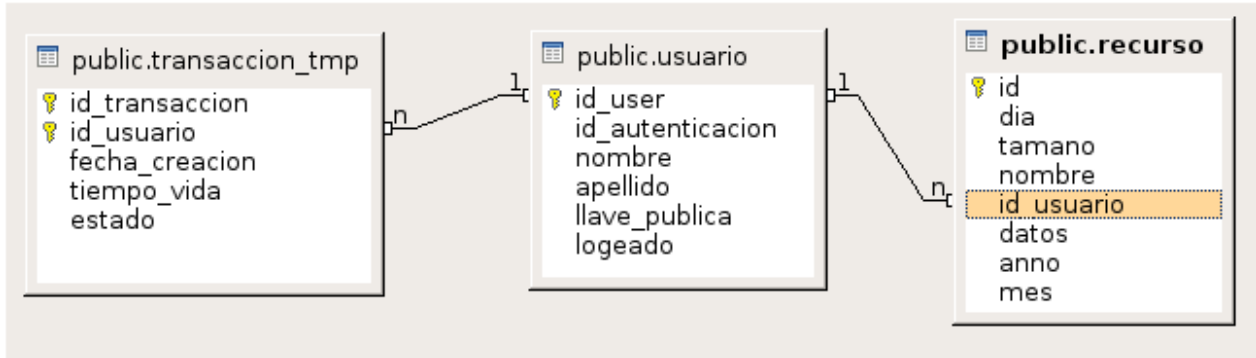 public.transaccion_tmp
id_transaccion
id_usuario
fecha_creacion
tiempo_vida
estado
n
1
public.usuario
id_user
id_autenticacion
nombre
apellido
llave_publica
logeado
1
n
public.recurso
id
dia
tamano
nombre
id_usuario
datos
anno
mes